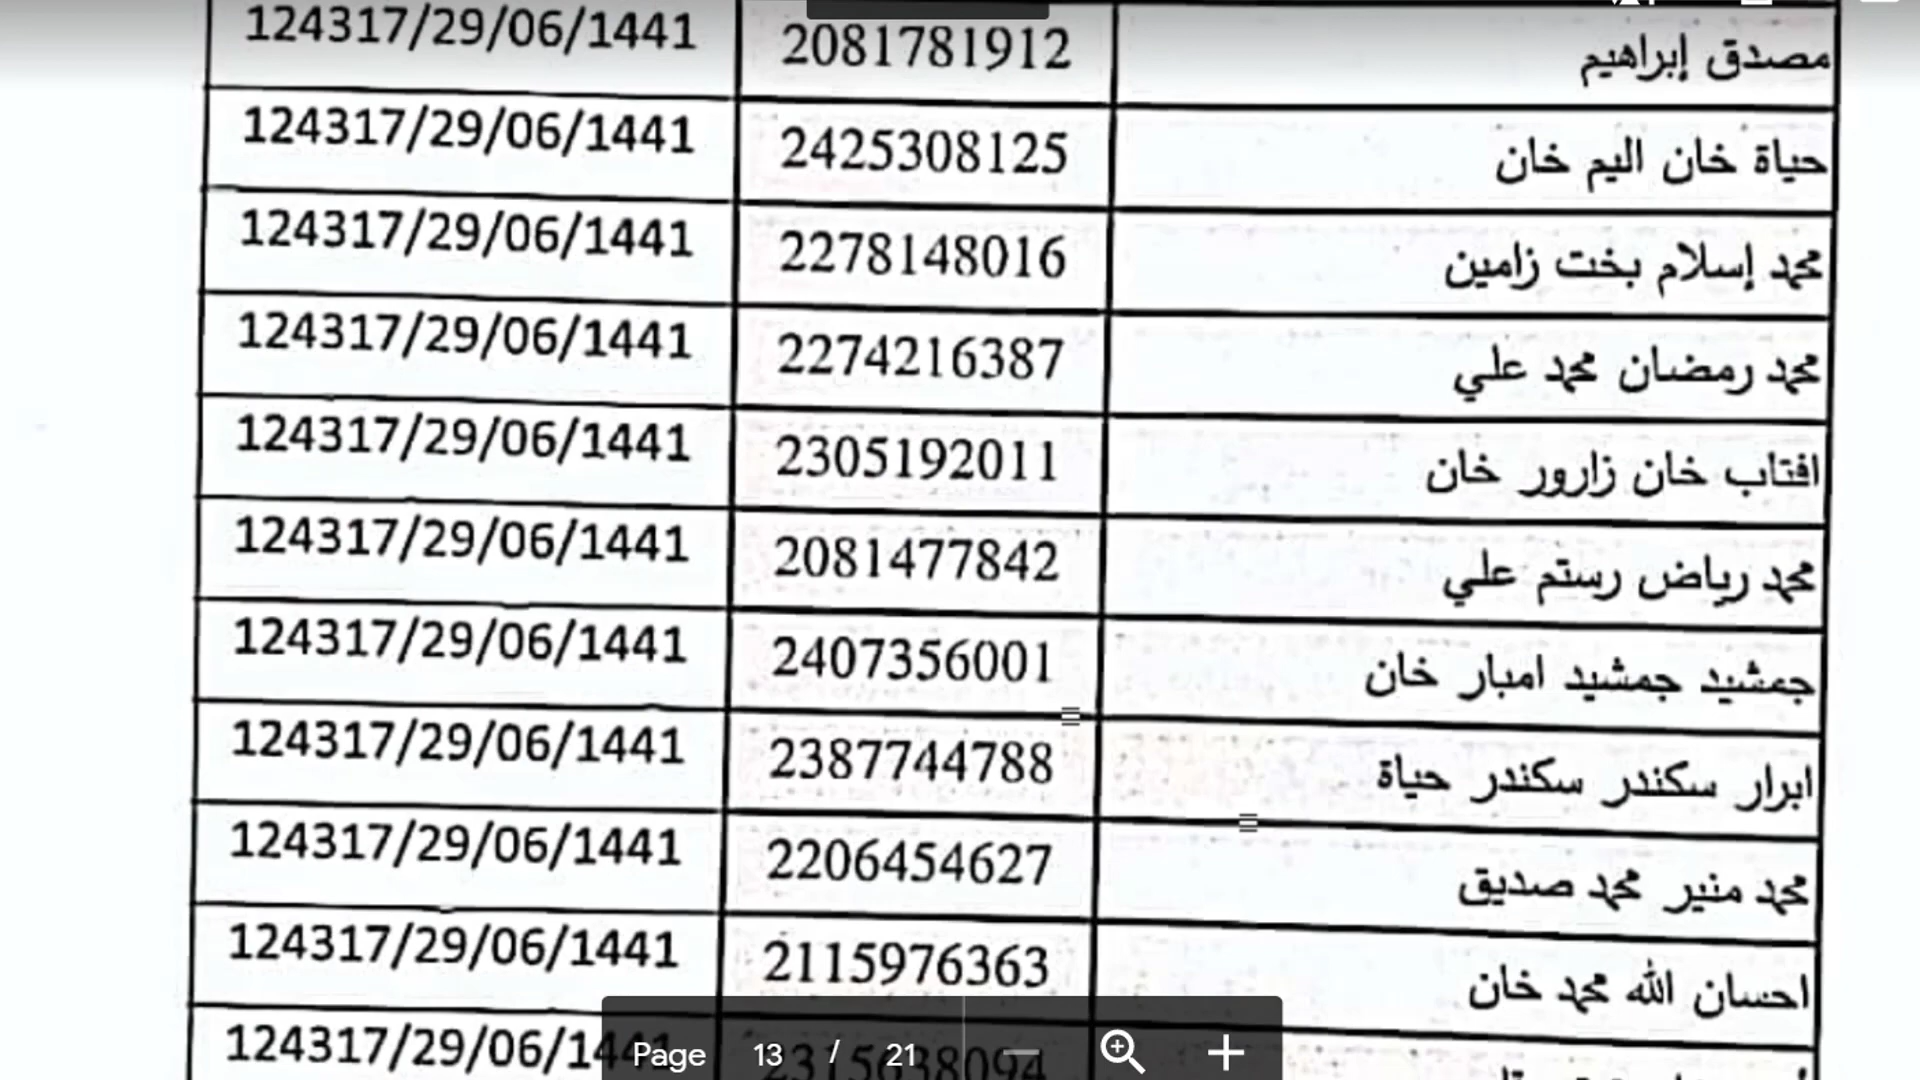 مصدق إبراهيم 2081781912 124317/29/06/1441
حياة خان اليم خان 2425308125 124317/29/06/1441
محمد إسلام بخت زامين 2278148016 124317/29/06/1441
محمد رمضان محمد علي 2274216387 124317/29/06/1441
افتاب خان زارور خان 2305192011 124317/29/06/1441
محمد رياض رستم علي 2081477842 124317/29/06/1441
جمشيد جمشيد امبار خان 2407356001 124317/29/06/1441
ابرار سكندر سكندر حياة 2387744788 124317/29/06/1441
محمد منير محمد صديق 2206454627 124317/29/06/1441
احسان الله محمد خان 2115976363 124317/29/06/1441
2315638094 124317/29/06/1441
Page 13 / 21